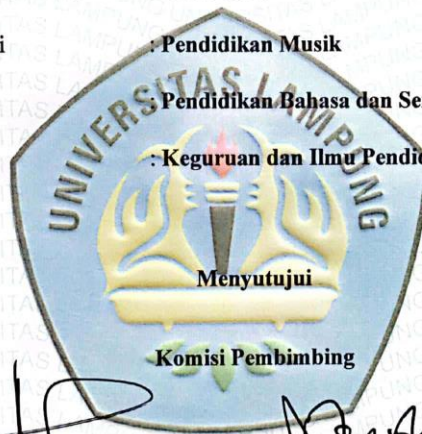 i : Pendidikan Musik
: Pendidikan Bahasa dan Se
: Keguruan dan Ilmu Pendid
UNIVERSITAS LAMPUNG
Menyutujui
Komisi Pembimbing